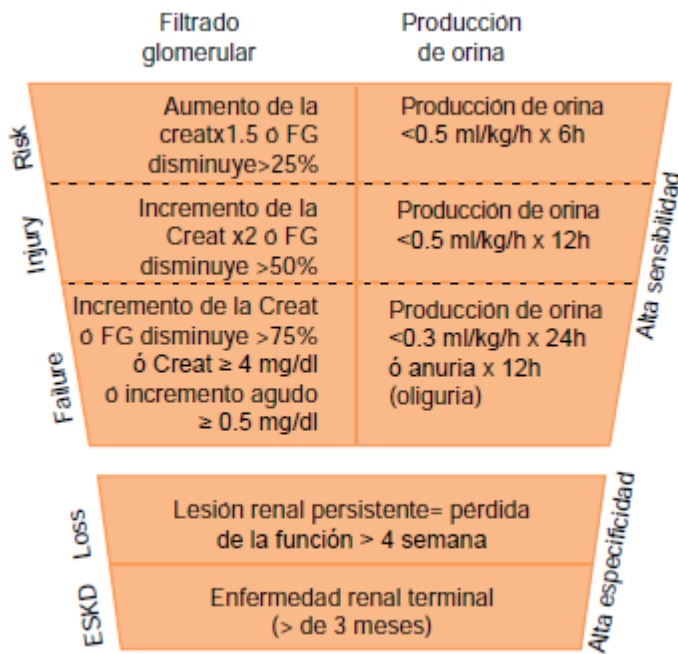 Filtrado
glomerular
Producción
de orina
Risk
Aumento de la
creatx1.5 ó FG
disminuye>25%
Producción de orina
<0.5 ml/kg/h x 6h
Injury
Incremento de la
Creat x2 ó FG
disminuye >50%
Producción de orina
<0.5 ml/kg/h x 12h
Failure
Incremento de la Creat
ó FG disminuye >75%
ó Creat ≥ 4 mg/dl
ó incremento agudo
≥ 0.5 mg/dl
Producción de orina
<0.3 ml/kg/h x 24h
ó anuria x 12h
(oliguria)
Alta sensibilidad
Loss
Lesión renal persistente= pérdida
de la función > 4 semana
ESKD
Enfermedad renal terminal
(> de 3 meses)
Alta especificidad